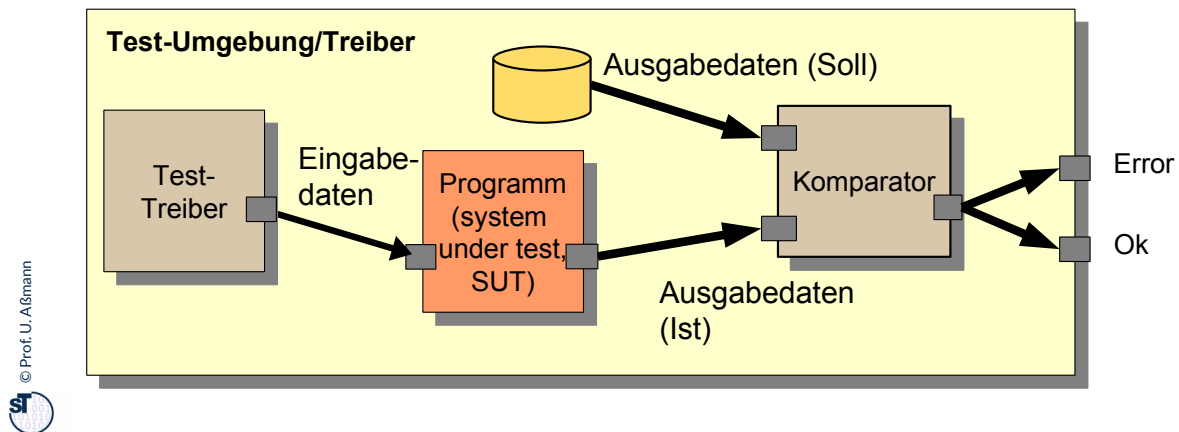 Test-Umgebung/Treiber
Ausgabedaten (Soll)
Test-
Treiber
Eingabe-
daten
Programm
(system
under test,
SUT)
Komparator
Error
Ok
Ausgabedaten
(Ist)
© Prof. U. Aßmann
ST